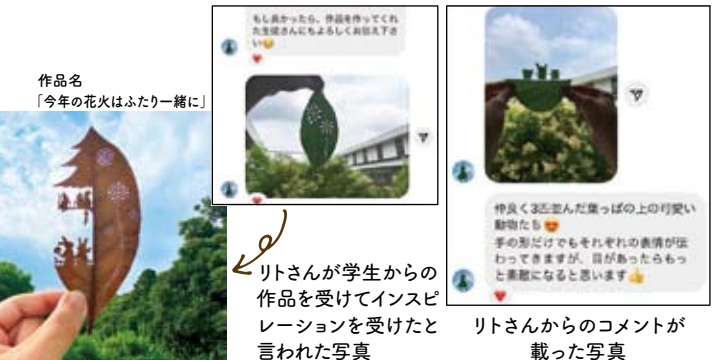 作品名
「今年の花火はふたり一緒に」
もし良かったら、作品を作ってくれ
た生徒さんにもよろしくお伝え下さ
い😊
リトさんが学生からの
作品を受けてインスピ
レーションを受けたと
言われた写真
仲良く3匹並んだ葉っぱの上の可愛い
動物たち😍
手の形だけでもそれぞれの表情が伝
わってきますが、目があったらもっ
と素敵になると思います👍
リトさんからのコメントが
載った写真